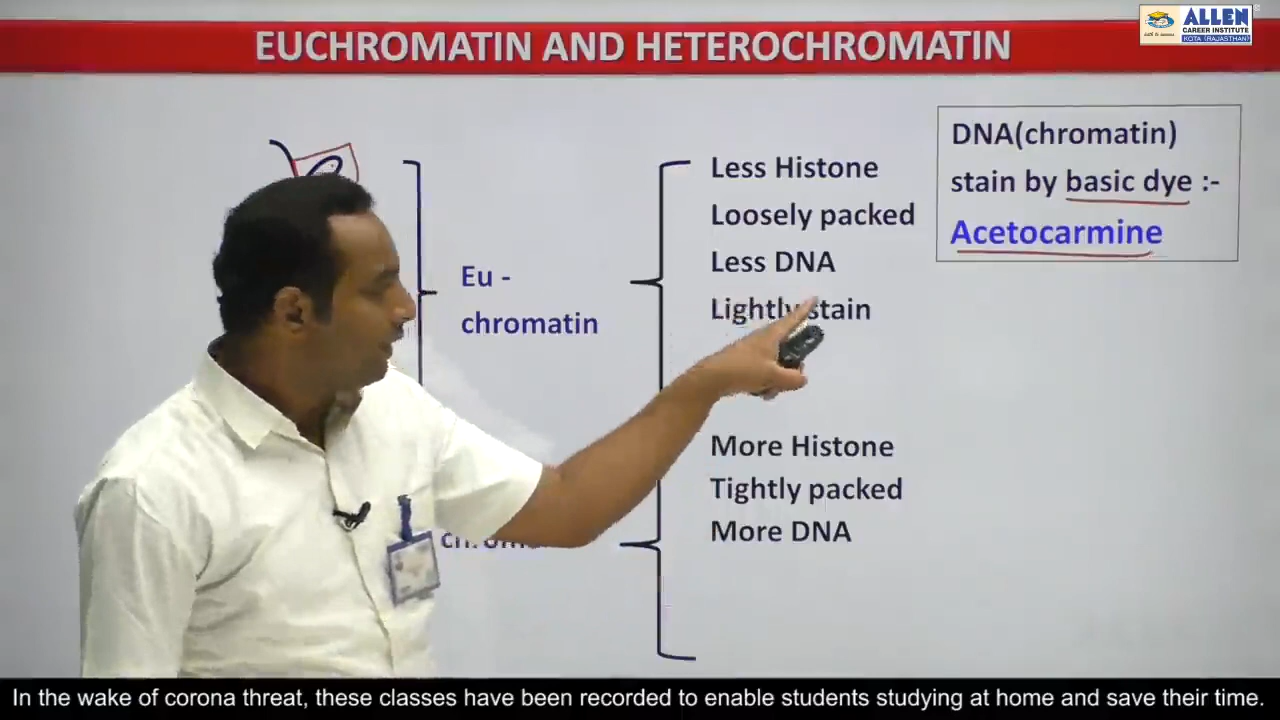 ALLEN
CAREER INSTITUTE
KOTA (RAJASTHAN)
EUCHROMATIN AND HETEROCHROMATIN
DNA(chromatin)
stain by basic dye :-
Acetocarmine
Less Histone
Loosely packed
Less DNA
Lightly stain
Eu -
chromatin
More Histone
Tightly packed
More DNA
In the wake of corona threat, these classes have been recorded to enable students studying at home and save their time.